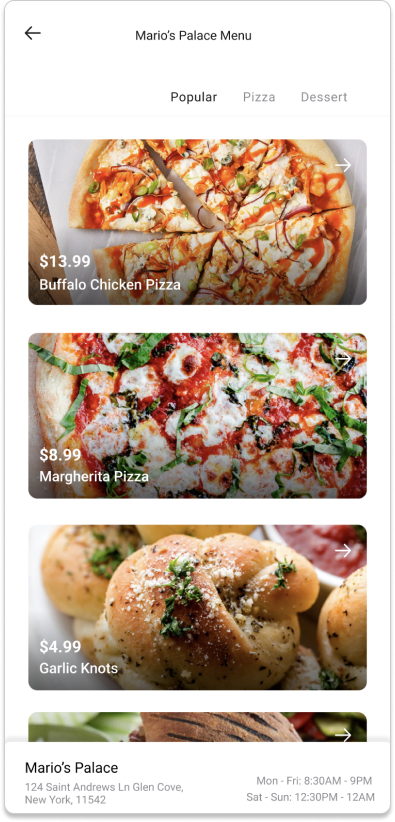 Mario's Palace Menu
Popular Pizza Dessert
$13.99
Buffalo Chicken Pizza
$8.99
Margherita Pizza
$4.99
Garlic Knots
Mario's Palace
124 Saint Andrews Ln Glen Cove,
New York, 11542
Mon - Fri: 8:30AM - 9PM
Sat - Sun: 12:30PM - 12AM